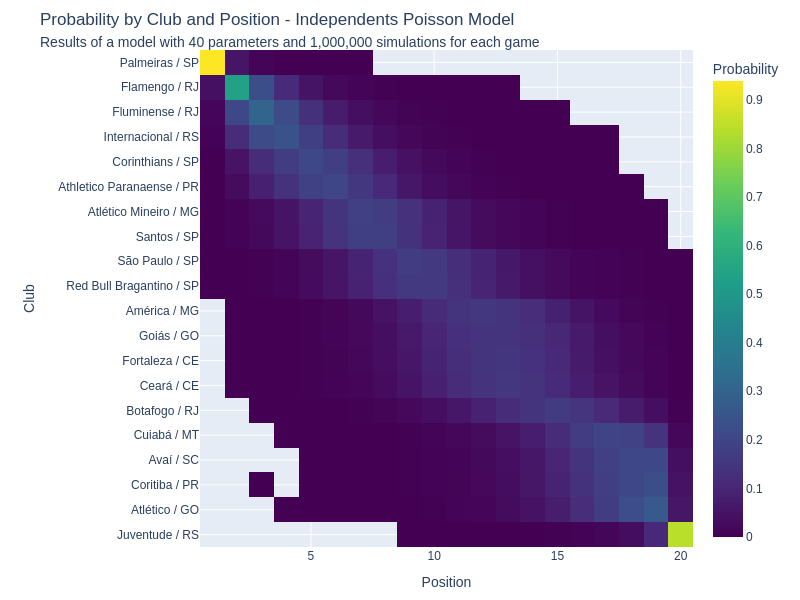 Probability by Club and Position - Independents Poisson Model
Results of a model with 40 parameters and 1,000,000 simulations for each game
Probability
Palmeiras / SP
Flamengo / RJ
Fluminense / RJ
Internacional / RS
Corinthians / SP
Athletico Paranaense / PR
Atlético Mineiro / MG
Santos / SP
São Paulo / SP
Red Bull Bragantino / SP
América / MG
Goiás / GO
Fortaleza / CE
Ceará / CE
Botafogo / RJ
Cuiabá / MT
Avaí / SC
Coritiba / PR
Atlético / GO
Juventude / RS
Club
5
10
15
20
Position
0.9
0.8
0.7
0.6
0.5
0.4
0.3
0.2
0.1
0